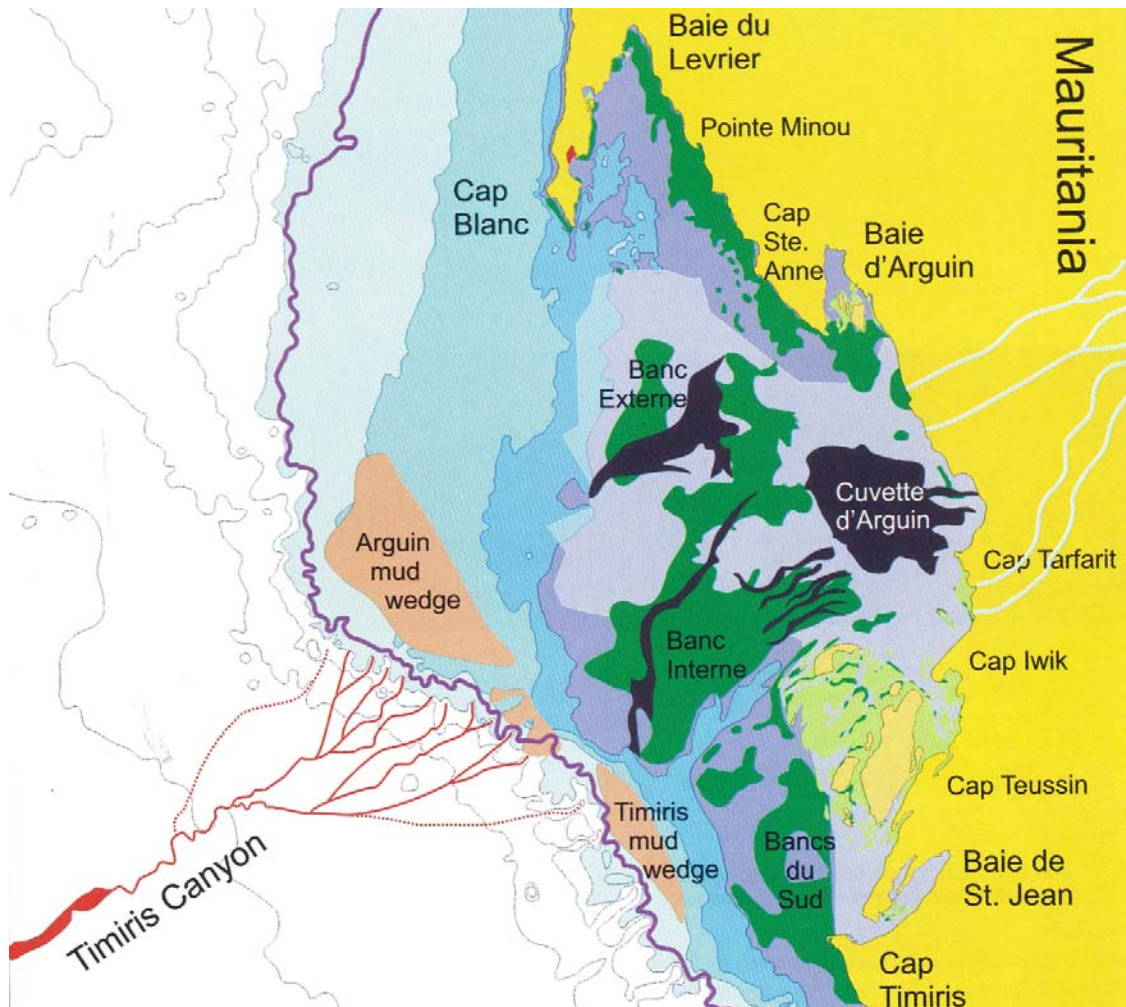 Baie du
Levrier
Mauritania
Pointe Minou
Cap
Blanc
Cap
Ste.
Anne
Baie
d'Arguin
Banc
Externe
Cuvette
d'Arguin
Arguin
mud
wedge
Cap Tarfarit
Banc
Interne
Cap Iwik
Cap Teussin
Timiris
mud
wedge
Bancs
du
Sud
Baie de
St. Jean
Timiris Canyon
Cap
Timiris